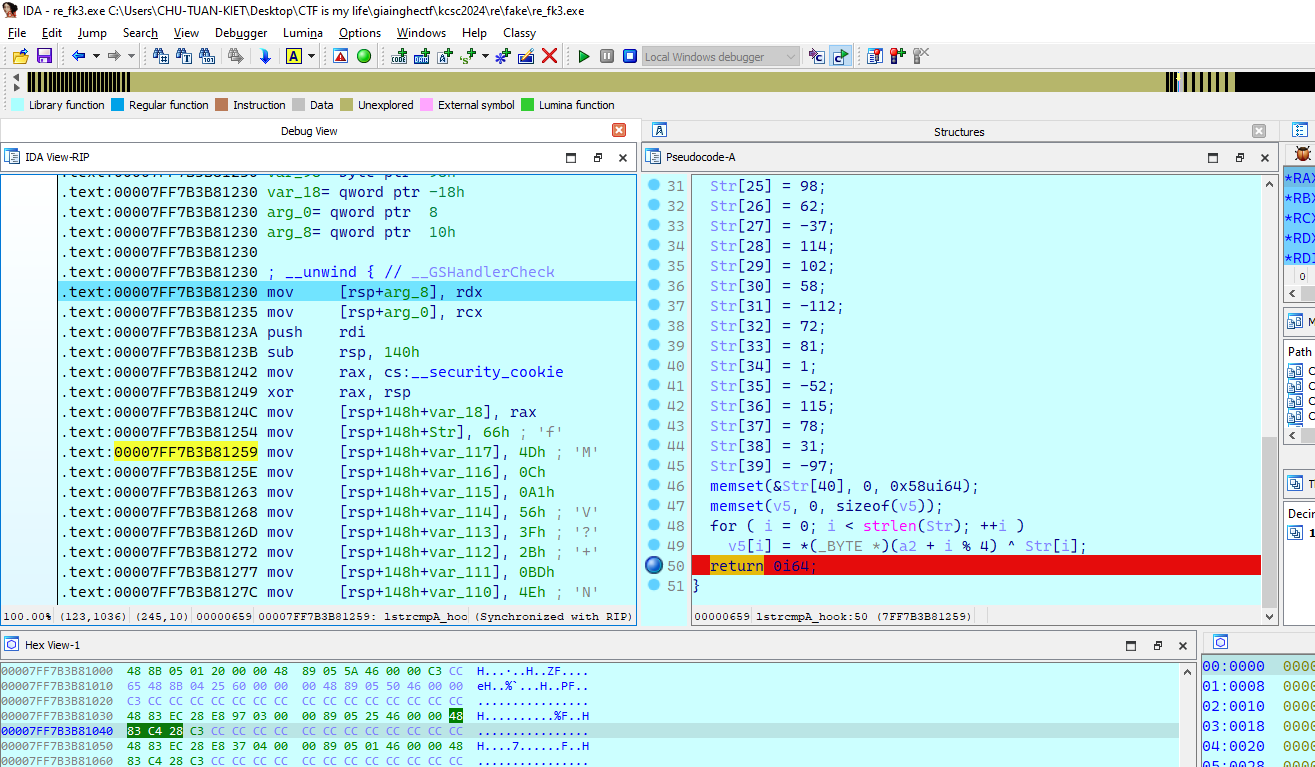 IDA - re_fk3.exe C:\Users\CHU-TUAN-KIET\Desktop\CTF is my life\giainghectf\kcsc2024\re\fake\re_fk3.exe
File Edit Jump Search View Debugger Lumina Options Windows Help Classy
Local Windows debugger
Library function Regular function Instruction Data Unexplored External symbol Lumina function
Debug View
Structures
IDA View-RIP
.text:00007FF7B3B81230 var_18= qword ptr -18h
.text:00007FF7B3B81230 arg_0= qword ptr  8
.text:00007FF7B3B81230 arg_8= qword ptr  10h
.text:00007FF7B3B81230
.text:00007FF7B3B81230 ; __unwind { // __GSHandlerCheck
.text:00007FF7B3B81230 mov     [rsp+arg_8], rdx
.text:00007FF7B3B81235 mov     [rsp+arg_0], rcx
.text:00007FF7B3B8123A push    rdi
.text:00007FF7B3B8123B sub     rsp, 140h
.text:00007FF7B3B81242 mov     rax, cs:__security_cookie
.text:00007FF7B3B81249 xor     rax, rsp
.text:00007FF7B3B8124C mov     [rsp+148h+var_18], rax
.text:00007FF7B3B81254 mov     [rsp+148h+Str], 66h ; 'f'
.text:00007FF7B3B81259 mov     [rsp+148h+var_117], 4Dh ; 'M'
.text:00007FF7B3B8125E mov     [rsp+148h+var_116], 0Ch
.text:00007FF7B3B81263 mov     [rsp+148h+var_115], 0A1h
.text:00007FF7B3B81268 mov     [rsp+148h+var_114], 56h ; 'V'
.text:00007FF7B3B8126D mov     [rsp+148h+var_113], 3Fh ; '?'
.text:00007FF7B3B81272 mov     [rsp+148h+var_112], 2Bh ; '+'
.text:00007FF7B3B81277 mov     [rsp+148h+var_111], 0BDh
.text:00007FF7B3B8127C mov     [rsp+148h+var_110], 4Eh ; 'N'
100.00% (123,1036) (245,10) 00000659 00007FF7B3B81259: lstrcmpA_hoo (Synchronized with RIP)
Pseudocode-A
31 Str[25] = 98;
32 Str[26] = 62;
33 Str[27] = -37;
34 Str[28] = 114;
35 Str[29] = 102;
36 Str[30] = 58;
37 Str[31] = -112;
38 Str[32] = 72;
39 Str[33] = 81;
40 Str[34] = 1;
41 Str[35] = -52;
42 Str[36] = 115;
43 Str[37] = 78;
44 Str[38] = 31;
45 Str[39] = -97;
46 memset(&Str[40], 0, 0x58ui64);
47 memset(v5, 0, sizeof(v5));
48 for ( i = 0; i < strlen(Str); ++i )
49 v5[i] = *(_BYTE *)(a2 + i % 4) ^ Str[i];
50 return 0i64;
51 }
00000659 lstrcmpA_hook:50 (7FF7B3B81259)
*RAX
*RBX
*RCX
*RDX
*RDI
0
Path
Decir
Hex View-1
00007FF7B3B81000 48 8B 05 01 20 00 00 48 89 05 5A 46 00 00 C3 CC H...·..H..ZF....
00007FF7B3B81010 65 48 8B 04 25 60 00 00 00 48 89 05 50 46 00 00 eH..%`...H..PF..
00007FF7B3B81020 C3 CC CC CC CC CC CC CC CC CC CC CC CC CC CC CC ................
00007FF7B3B81030 48 83 EC 28 E8 97 03 00 00 89 05 25 46 00 00 48 H..........%F..H
00007FF7B3B81040 83 C4 28 C3 CC CC CC CC CC CC CC CC CC CC CC CC ................
00007FF7B3B81050 48 83 EC 28 E8 37 04 00 00 89 05 01 46 00 00 48 H....7......F..H
00007FF7B3B81060 83 C4 28 C3 CC CC CC CC CC CC CC CC CC CC CC CC ................
00:0000 0000
01:0008 0000
02:0010 0000
03:0018 0000
04:0020 0000
05:0028 0000